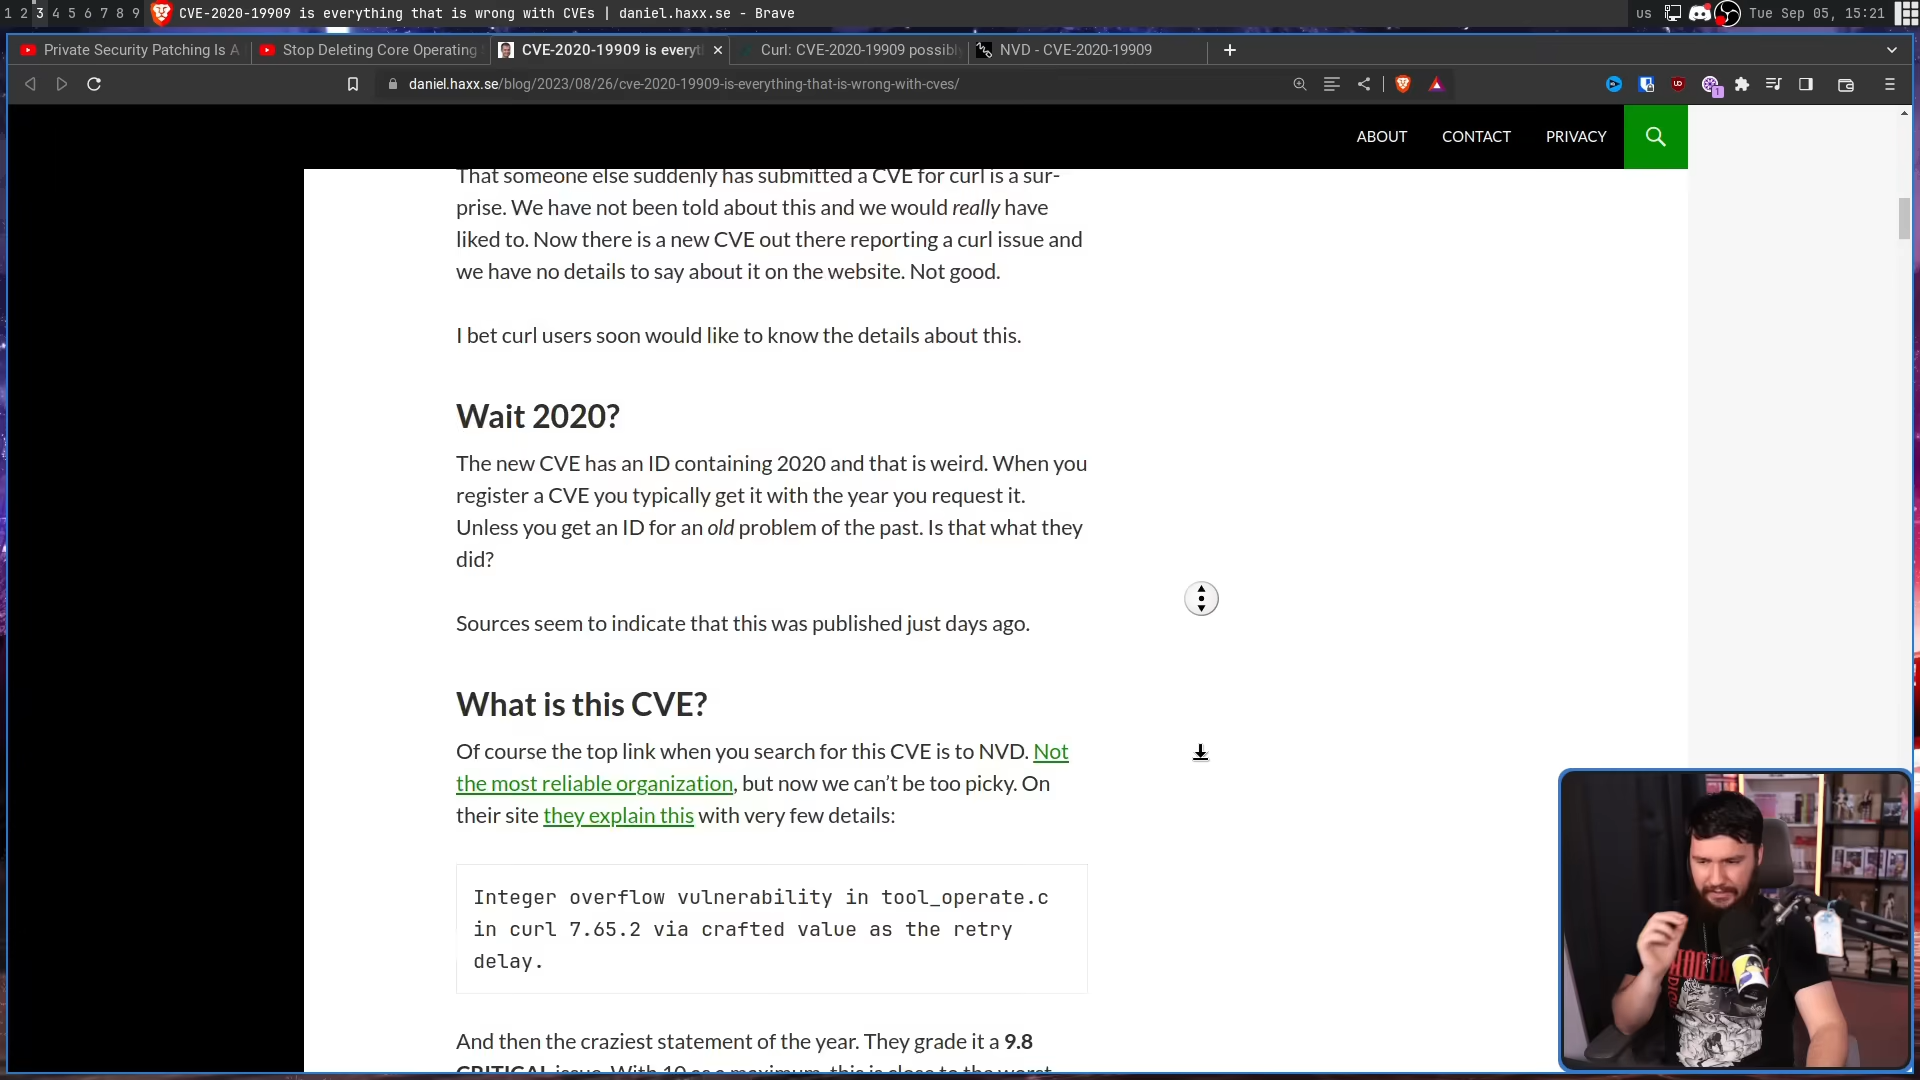 1 2 3 4 5 6 7 8 9 CVE-2020-19909 is everything that is wrong with CVEs | daniel.haxx.se - Brave us Tue Sep 05, 15:21
Private Security Patching Is A Stop Deleting Core Operating CVE-2020-19909 is everyt Curl: CVE-2020-19909 possibl NVD - CVE-2020-19909
daniel.haxx.se/blog/2023/08/26/cve-2020-19909-is-everything-that-is-wrong-with-cves/
ABOUT CONTACT PRIVACY
That someone else suddenly has submitted a CVE for curl is a sur-
prise. We have not been told about this and we would really have
liked to. Now there is a new CVE out there reporting a curl issue and
we have no details to say about it on the website. Not good.
I bet curl users soon would like to know the details about this.
Wait 2020?
The new CVE has an ID containing 2020 and that is weird. When you
register a CVE you typically get it with the year you request it.
Unless you get an ID for an old problem of the past. Is that what they
did?
Sources seem to indicate that this was published just days ago.
What is this CVE?
Of course the top link when you search for this CVE is to NVD. Not
the most reliable organization, but now we can’t be too picky. On
their site they explain this with very few details:
Integer overflow vulnerability in tool_operate.c
in curl 7.65.2 via crafted value as the retry
delay.
And then the craziest statement of the year. They grade it a 9.8
CRITICAL issue. With 10 as a maximum, this is close to the worst